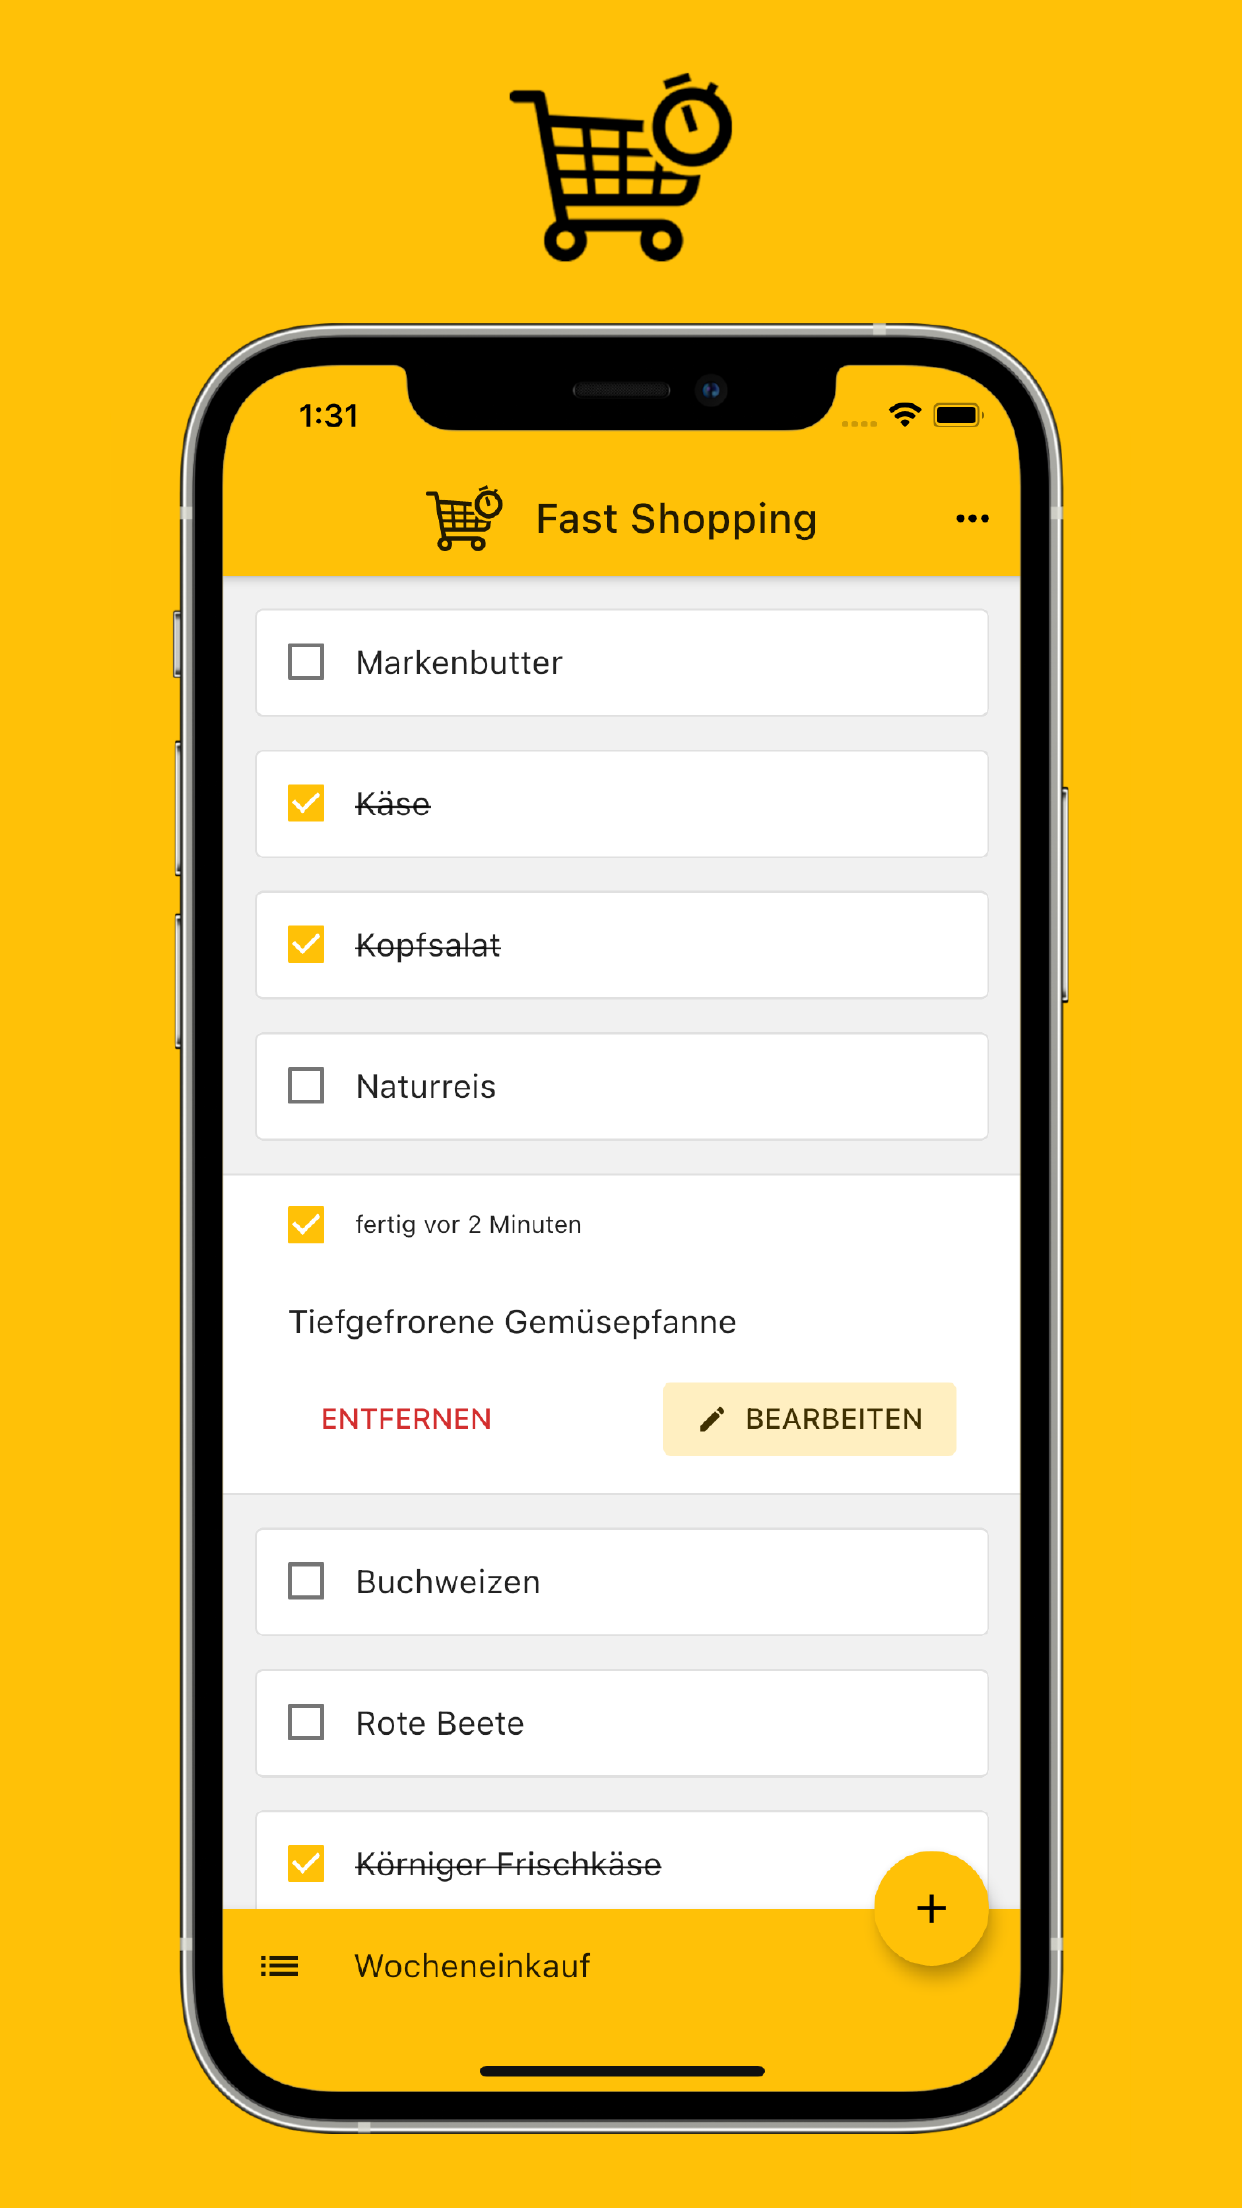 1:31
Fast Shopping
Markenbutter
Käse
Kopfsalat
Naturreis
fertig vor 2 Minuten
Tiefgefrorene Gemüsepfanne
ENTFERNEN
BEARBEITEN
Buchweizen
Rote Beete
Körniger Frischkäse
Wocheneinkauf